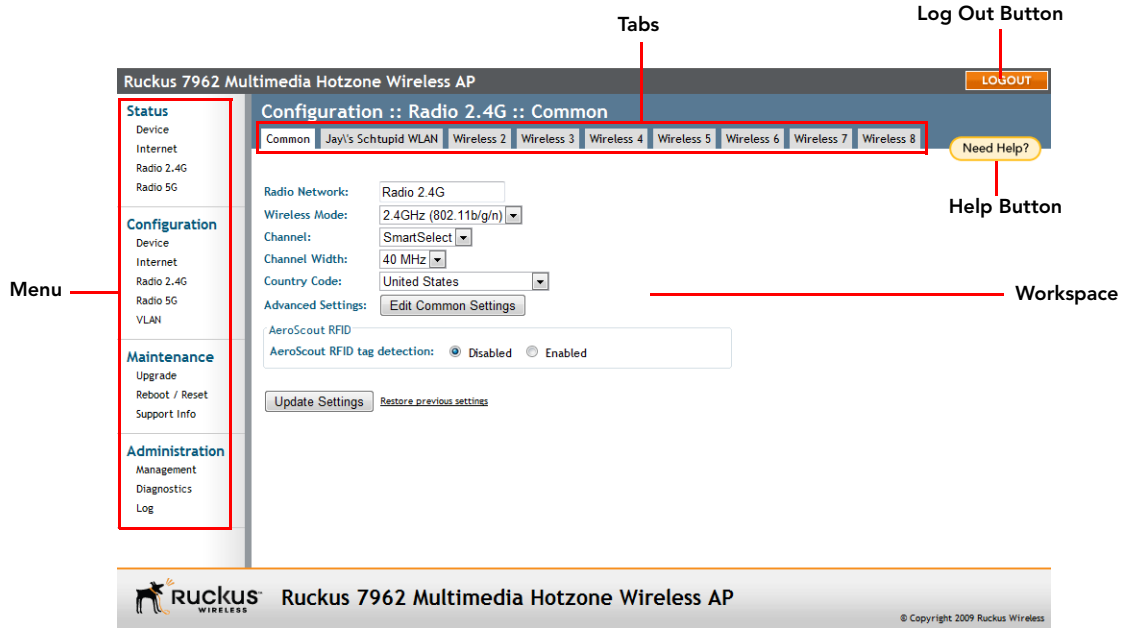 Tabs
Log Out Button
Ruckus 7962 Multimedia Hotzone Wireless AP
LOGOUT
Status
Device
Internet
Radio 2.4G
Radio 5G
Configuration
Device
Internet
Radio 2.4G
Radio 5G
VLAN
Maintenance
Upgrade
Reboot / Reset
Support Info
Administration
Management
Diagnostics
Log
Menu
Configuration :: Radio 2.4G :: Common
Common Jay\'s Schtupid WLAN Wireless 2 Wireless 3 Wireless 4 Wireless 5 Wireless 6 Wireless 7 Wireless 8
Need Help?
Help Button
Radio Network: Radio 2.4G
Wireless Mode: 2.4GHz (802.11b/g/n)
Channel: SmartSelect
Channel Width: 40 MHz
Country Code: United States
Advanced Settings: Edit Common Settings
Workspace
AeroScout RFID
AeroScout RFID tag detection: Disabled Enabled
Update Settings Restore previous settings
Ruckus WIRELESS
Ruckus 7962 Multimedia Hotzone Wireless AP
© Copyright 2009 Ruckus Wireless